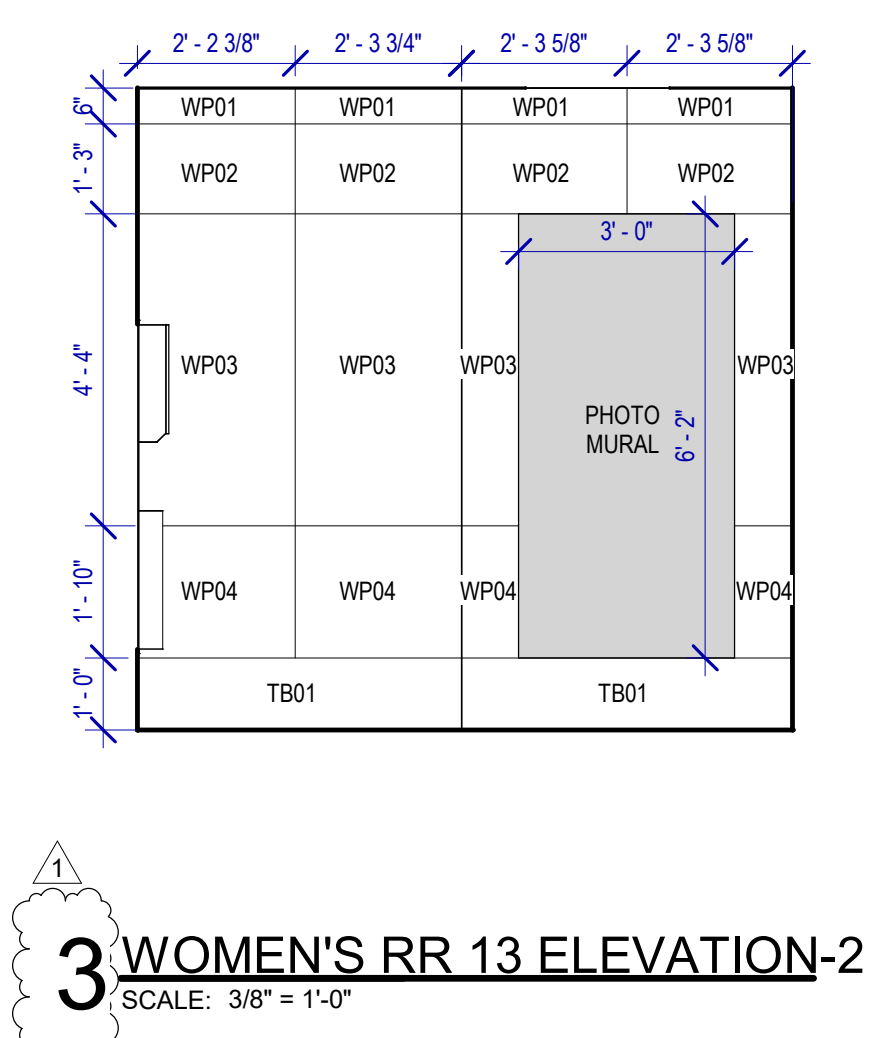 2' - 2 3/8" 2' - 3 3/4" 2' - 3 5/8" 2' - 3 5/8"
6"
WP01 WP01 WP01 WP01
1' - 3"
WP02 WP02 WP02 WP02
3' - 0"
4' - 4"
WP03 WP03 WP03 WP03
PHOTO
MURAL
6' - 2"
1' - 10"
WP04 WP04 WP04 WP04
1' - 0"
TB01 TB01
1
3 WOMEN'S RR 13 ELEVATION-2
SCALE: 3/8" = 1'-0"